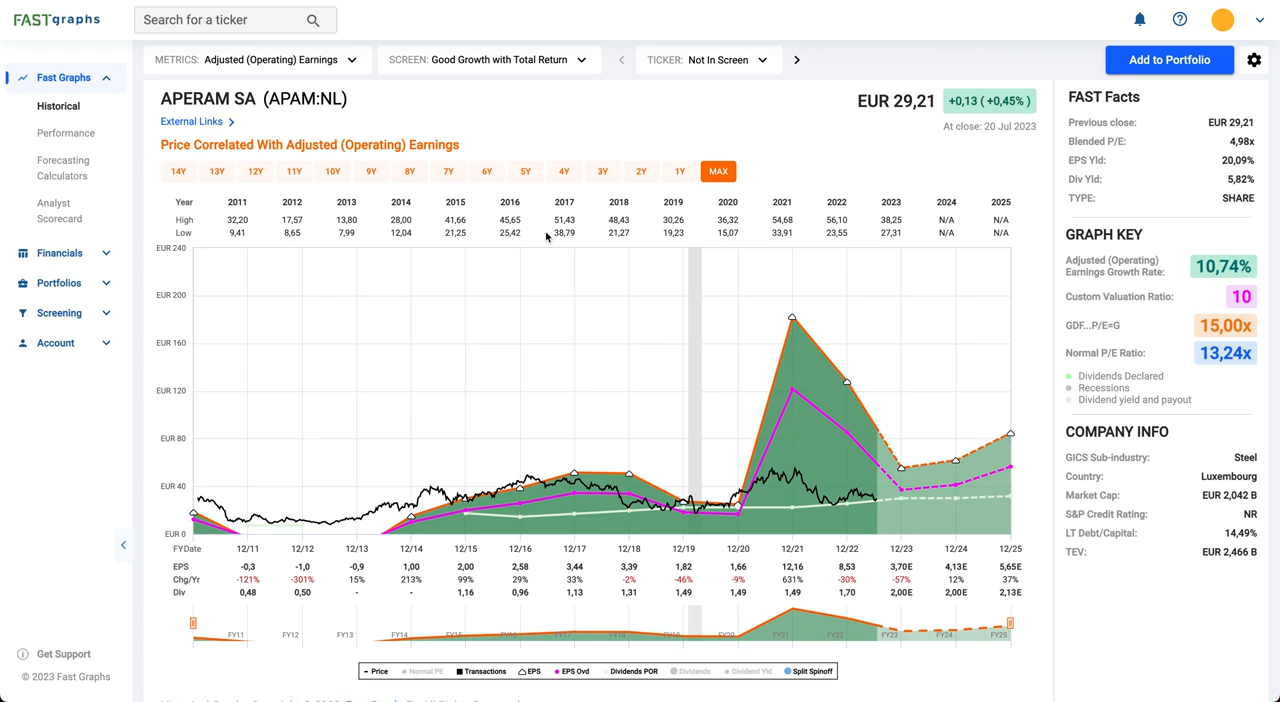 FASTgraphs
Search for a ticker
METRICS: Adjusted (Operating) Earnings
SCREEN: Good Growth with Total Return
TICKER: Not In Screen
Add to Portfolio
Fast Graphs
Historical
Performance
Forecasting
Calculators
Analyst
Scorecard
Financials
Portfolios
Screening
Account
Get Support
© 2023 Fast Graphs
APERAM SA (APAM:NL)
EUR 29,21 +0,13 ( +0,45% )
External Links
At close: 20 Jul 2023
Price Correlated With Adjusted (Operating) Earnings
14Y 13Y 12Y 11Y 10Y 9Y 8Y 7Y 6Y 5Y 4Y 3Y 2Y 1Y MAX
Year 2011 2012 2013 2014 2015 2016 2017 2018 2019 2020 2021 2022 2023 2024 2025
High 32,20 17,57 13,80 28,00 41,66 45,65 51,43 48,43 30,26 36,32 54,68 56,10 38,25 N/A N/A
Low 9,41 8,65 7,99 12,04 21,25 25,42 38,79 21,27 19,23 15,07 33,91 23,55 27,31 N/A N/A
EUR 240
EUR 200
EUR 160
EUR 120
EUR 80
EUR 40
EUR 0
FYDate 12/11 12/12 12/13 12/14 12/15 12/16 12/17 12/18 12/19 12/20 12/21 12/22 12/23 12/24 12/25
EPS -0,3 -1,0 -0,9 1,00 2,00 2,58 3,44 3,39 1,82 1,66 12,16 8,53 3,70E 4,13E 5,65E
Chg/Yr -121% -301% 15% 213% 99% 29% 33% -2% -46% -9% 631% -30% -57% 12% 37%
Div 0,48 0,50 - - 1,16 0,96 1,13 1,31 1,49 1,49 1,49 1,70 2,00E 2,00E 2,13E
FY11 FY12 FY13 FY14 FY15 FY16 FY17 FY18 FY19 FY20 FY21 FY22 FY23 FY24 FY25
Price Normal PE Transactions EPS EPS Ovd Dividends POR Dividends Dividend Yld Split Spinoff
FAST Facts
Previous close: EUR 29,21
Blended P/E: 4,98x
EPS Yld: 20,09%
Div Yld: 5,82%
TYPE: SHARE
GRAPH KEY
Adjusted (Operating)
Earnings Growth Rate: 10,74%
Custom Valuation Ratio: 10
GDF...P/E=G 15,00x
Normal P/E Ratio: 13,24x
Dividends Declared
Recessions
Dividend yield and payout
COMPANY INFO
GICS Sub-industry: Steel
Country: Luxembourg
Market Cap: EUR 2,042 B
S&P Credit Rating: NR
LT Debt/Capital: 14,49%
TEV: EUR 2,466 B